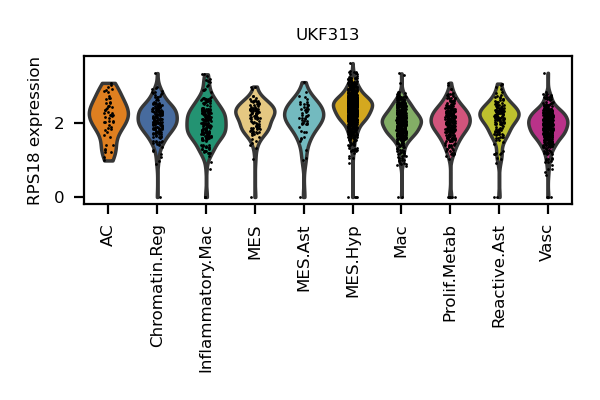 UKF313
RPS18 expression
2
0
AC
Chromatin.Reg
Inflammatory.Mac
MES
MES.Ast
MES.Hyp
Mac
Prolif.Metab
Reactive.Ast
Vasc